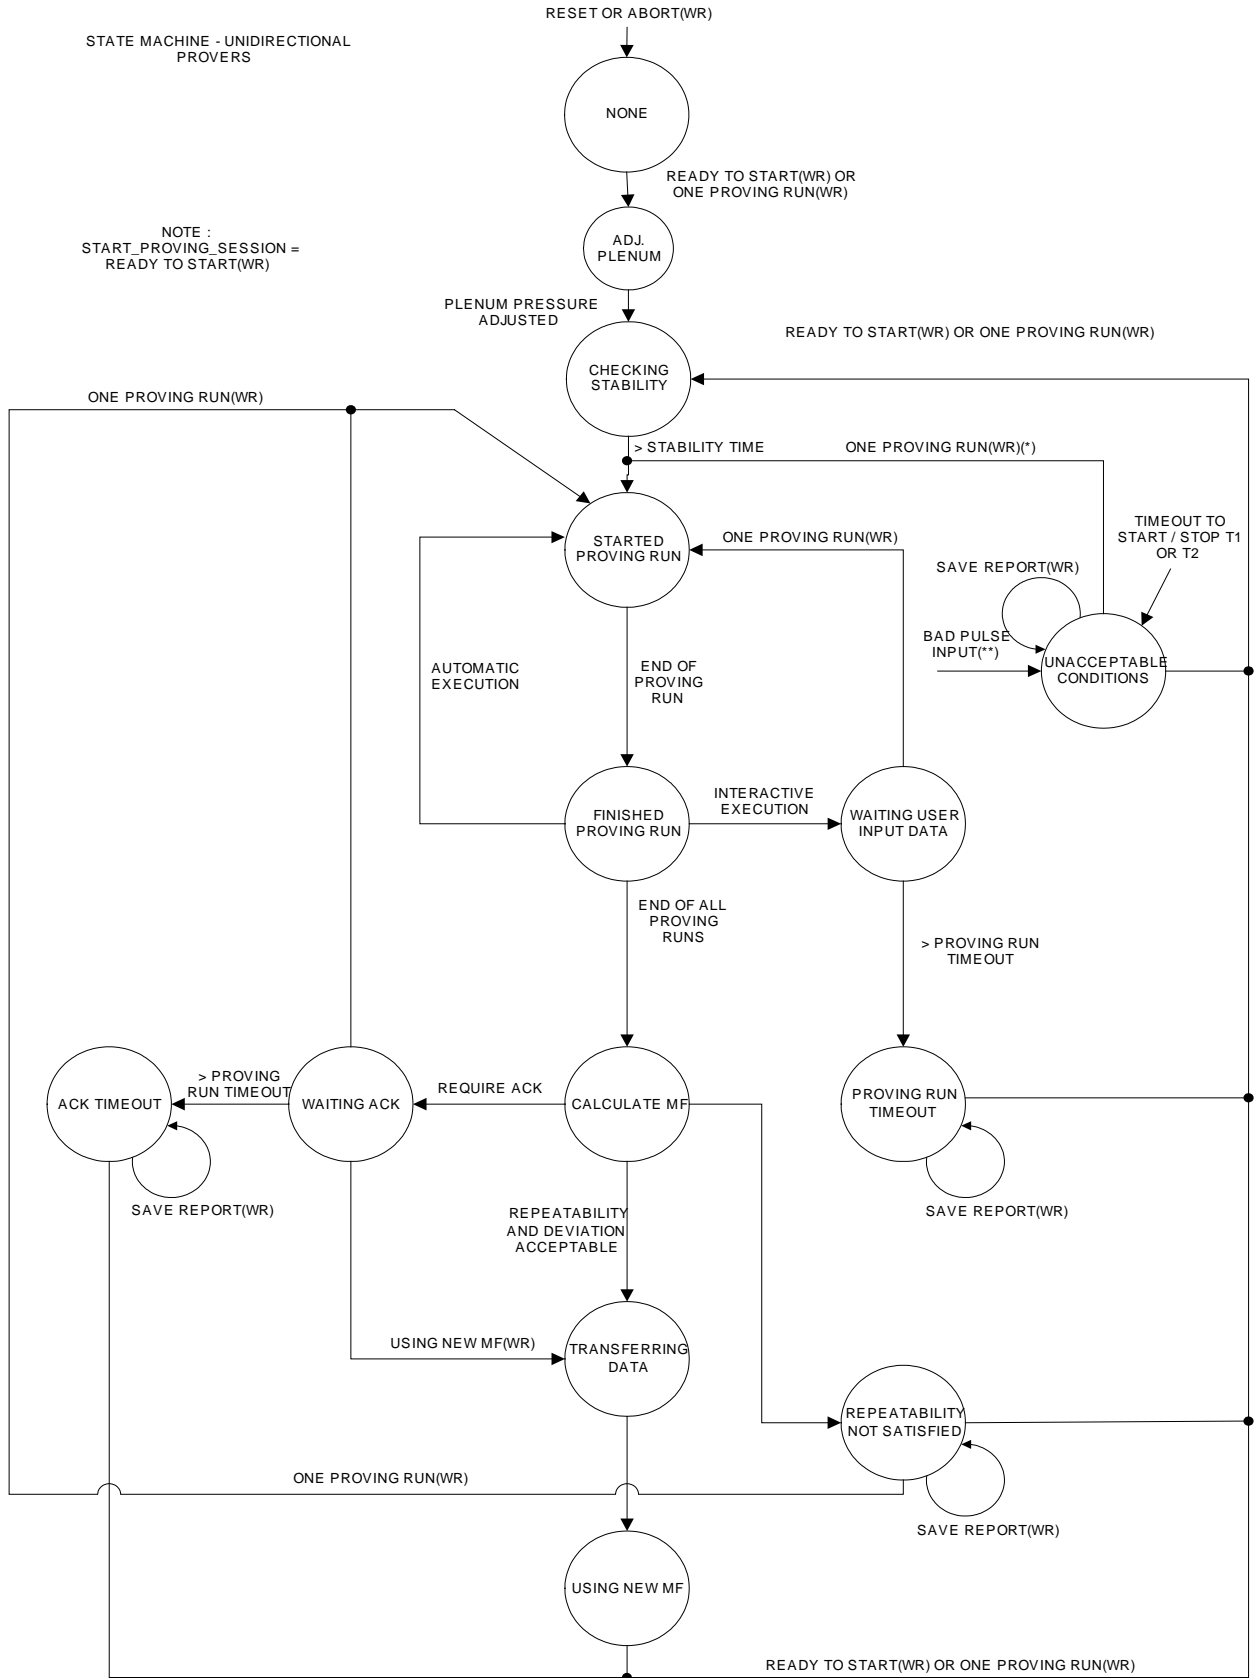 RESET OR ABORT(WR)
STATE MACHINE - UNIDIRECTIONAL
PROVERS
NONE
READY TO START(WR) OR
ONE PROVING RUN(WR)
NOTE :
START_PROVING_SESSION =
READY TO START(WR)
ADJ.
PLENUM
PLENUM PRESSURE
ADJUSTED
READY TO START(WR) OR ONE PROVING RUN(WR)
CHECKING
STABILITY
ONE PROVING RUN(WR)
> STABILITY TIME
ONE PROVING RUN(WR)(*)
STARTED
PROVING RUN
ONE PROVING RUN(WR)
TIMEOUT TO
START / STOP T1
OR T2
SAVE REPORT(WR)
BAD PULSE
INPUT(**)
UNACCEPTABLE
CONDITIONS
AUTOMATIC
EXECUTION
END OF
PROVING
RUN
FINISHED
PROVING RUN
INTERACTIVE
EXECUTION
WAITING USER
INPUT DATA
END OF ALL
PROVING
RUNS
> PROVING RUN
TIMEOUT
ACK TIMEOUT
> PROVING
RUN TIMEOUT
WAITING ACK
REQUIRE ACK
CALCULATE MF
PROVING RUN
TIMEOUT
SAVE REPORT(WR)
SAVE REPORT(WR)
REPEATABILITY
AND DEVIATION
ACCEPTABLE
USING NEW MF(WR)
TRANSFERRING
DATA
REPEATABILITY
NOT SATISFIED
ONE PROVING RUN(WR)
SAVE REPORT(WR)
USING NEW MF
READY TO START(WR) OR ONE PROVING RUN(WR)